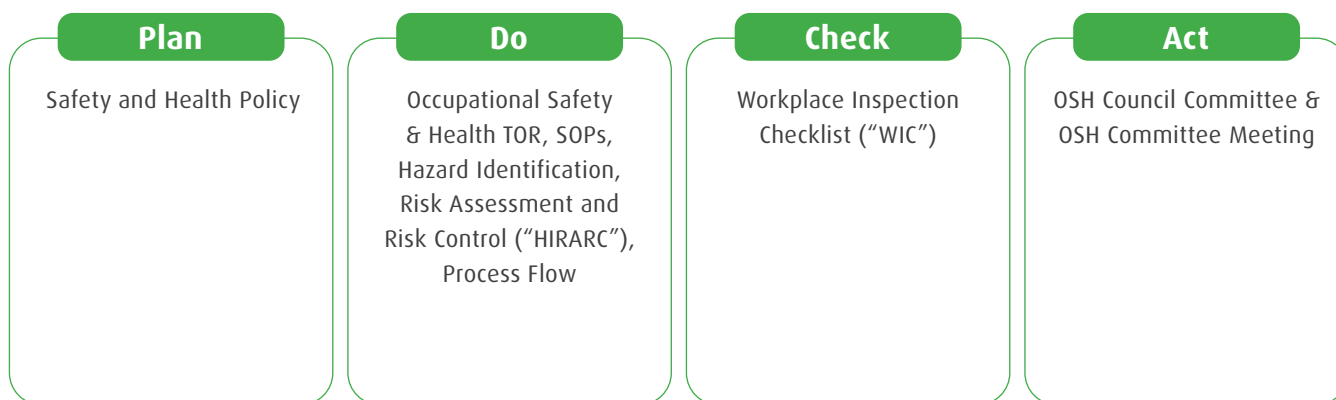 Plan
Safety and Health Policy
Do
Occupational Safety
& Health TOR, SOPs,
Hazard Identification,
Risk Assessment and
Risk Control (“HIRARC”),
Process Flow
Check
Workplace Inspection
Checklist (“WIC”)
Act
OSH Council Committee &
OSH Committee Meeting